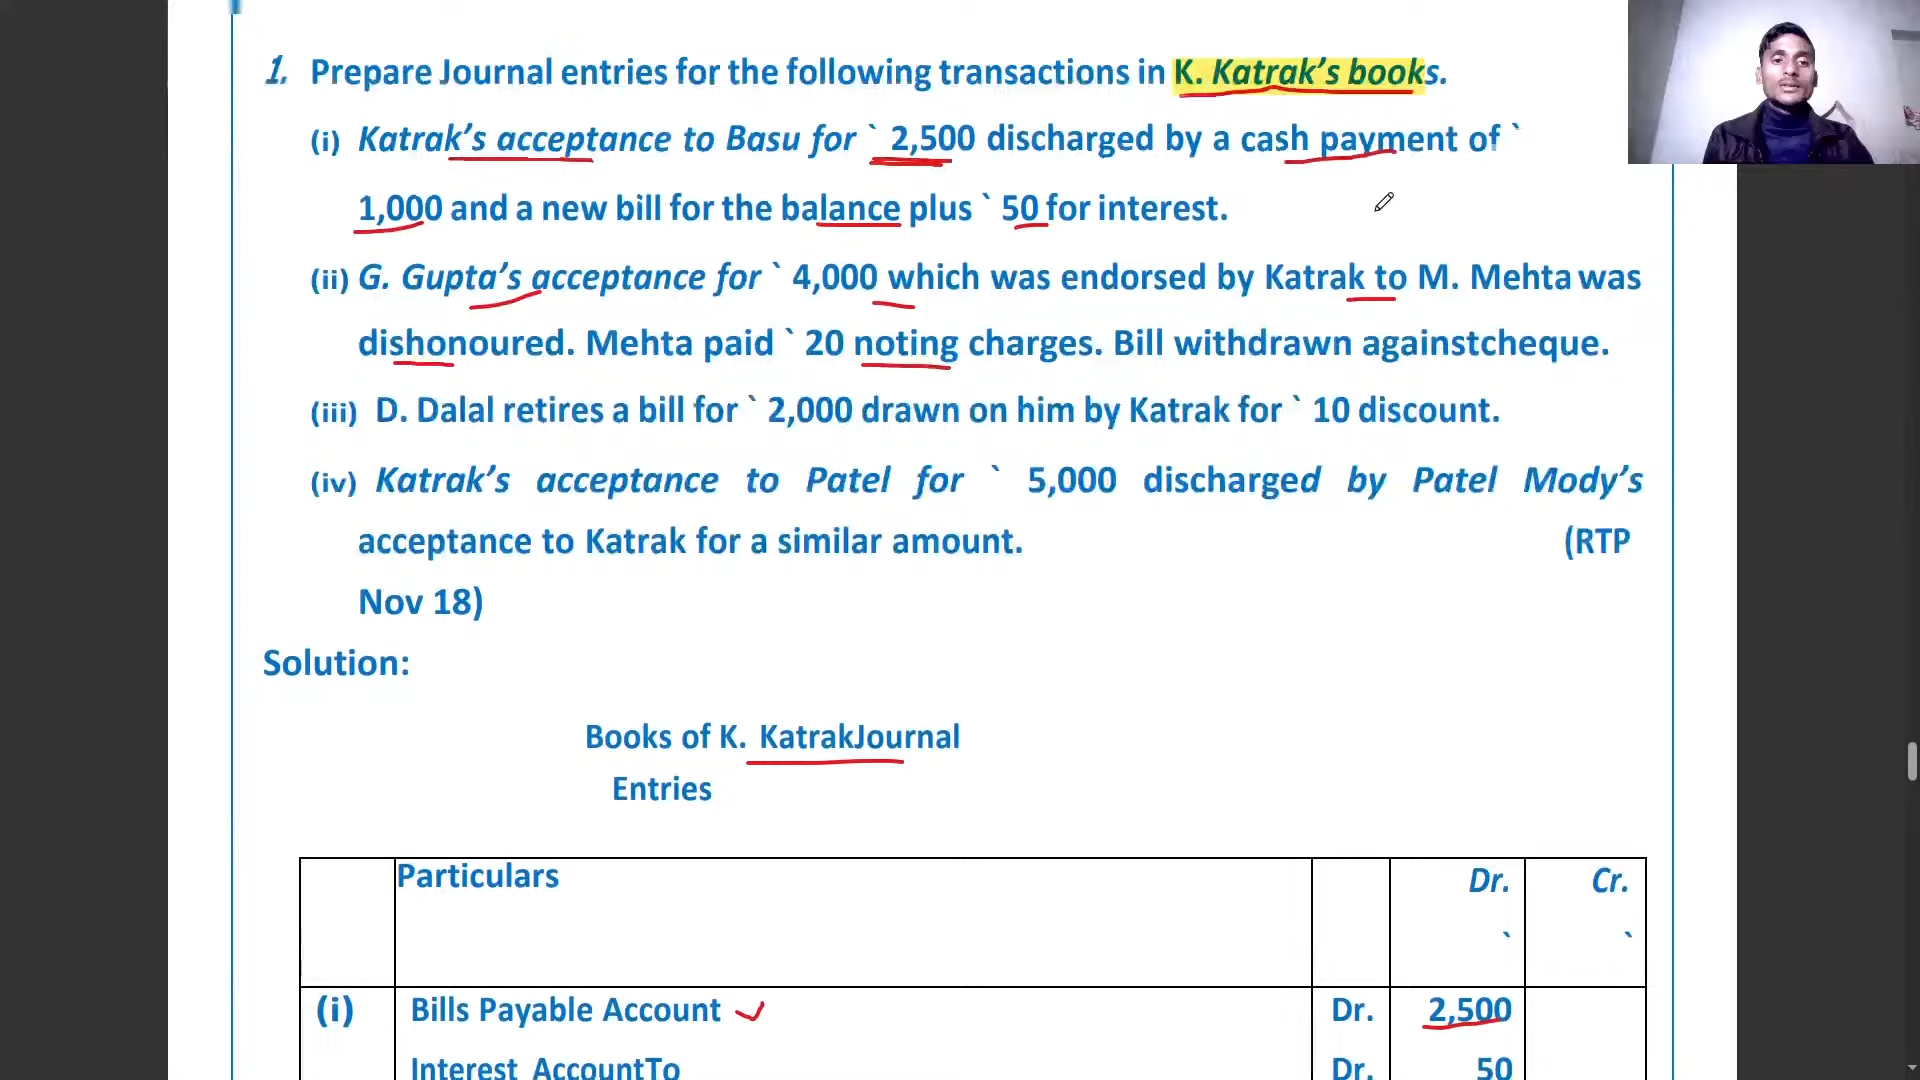 1. Prepare Journal entries for the following transactions in K. Katrak’s books.
(i) Katrak’s acceptance to Basu for ` 2,500 discharged by a cash payment of `
1,000 and a new bill for the balance plus ` 50 for interest.
(ii) G. Gupta’s acceptance for ` 4,000 which was endorsed by Katrak to M. Mehta was
dishonoured. Mehta paid ` 20 noting charges. Bill withdrawn againstcheque.
(iii) D. Dalal retires a bill for ` 2,000 drawn on him by Katrak for ` 10 discount.
(iv) Katrak’s acceptance to Patel for ` 5,000 discharged by Patel Mody’s
acceptance to Katrak for a similar amount. (RTP
Nov 18)
Solution:
Books of K. KatrakJournal
Entries
Particulars Dr. Cr.
` `
(i) Bills Payable Account Dr. 2,500
Interest AccountTo Dr. 50